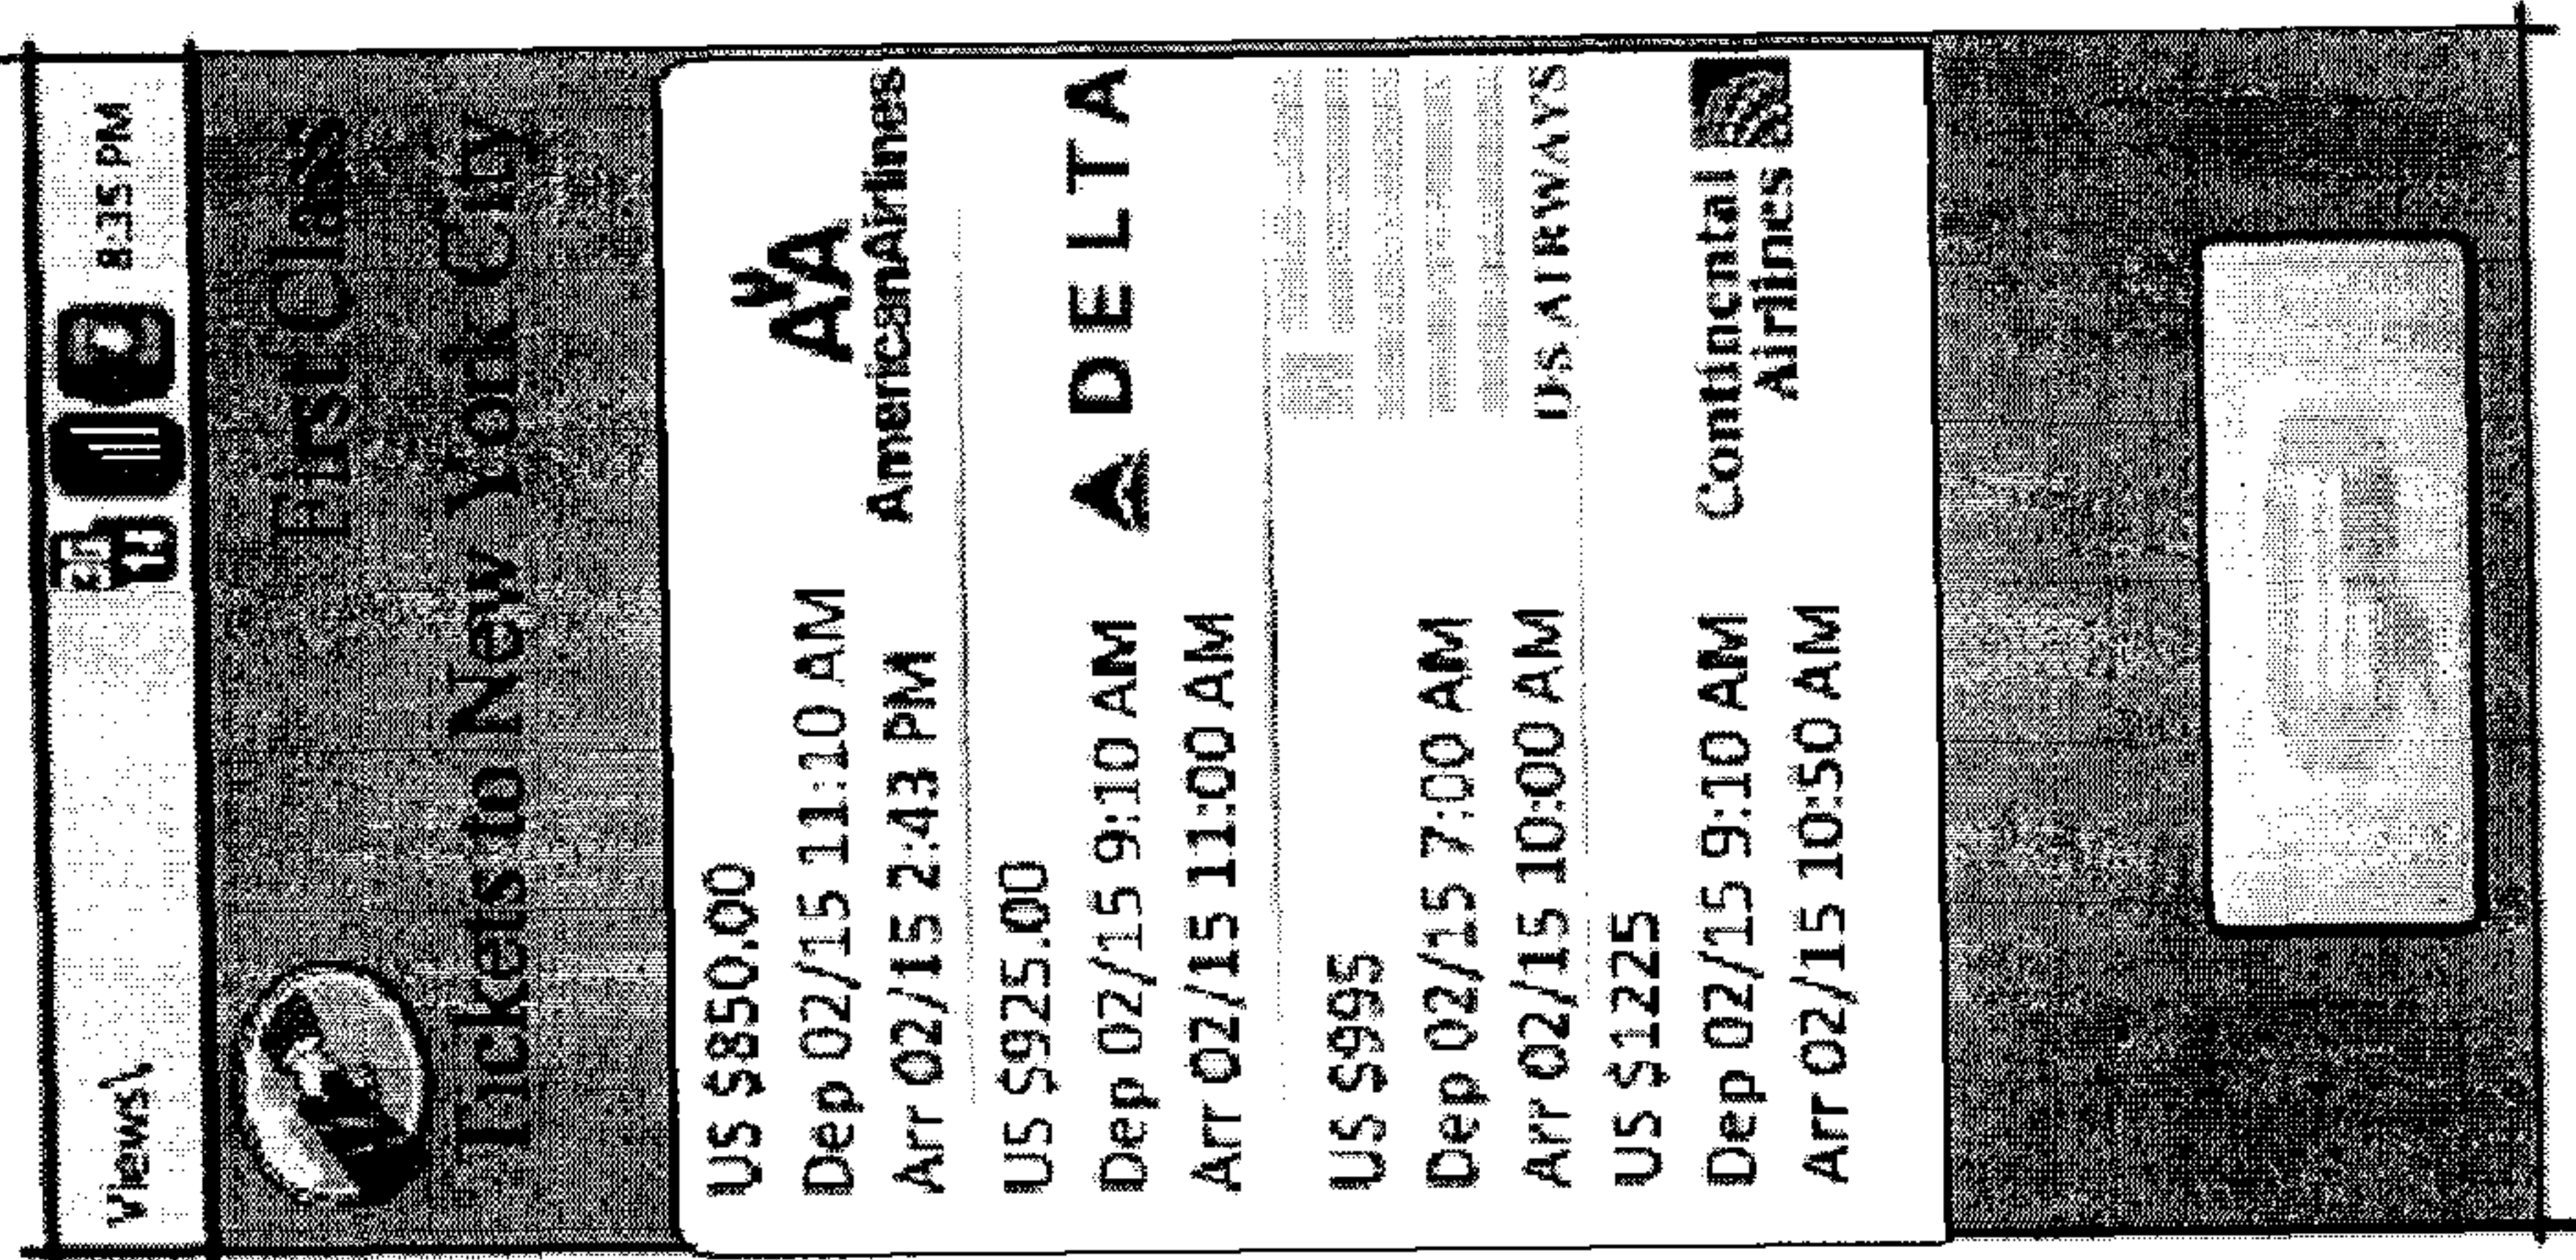 Views\ 8:35 PM
First Class
Tickets to New York City
US $850.00
Dep 02/15 11:10 AM
Arr 02/15 2:43 PM
AA
AmericanAirlines
US $925.00
Dep 02/15 9:10 AM
Arr 02/15 11:00 AM
DELTA
US $995
Dep 02/15 7:00 AM
Arr 02/15 10:00 AM
US AIRWAYS
US $1225
Dep 02/15 9:10 AM
Arr 02/15 10:50 AM
Continental
Airlines